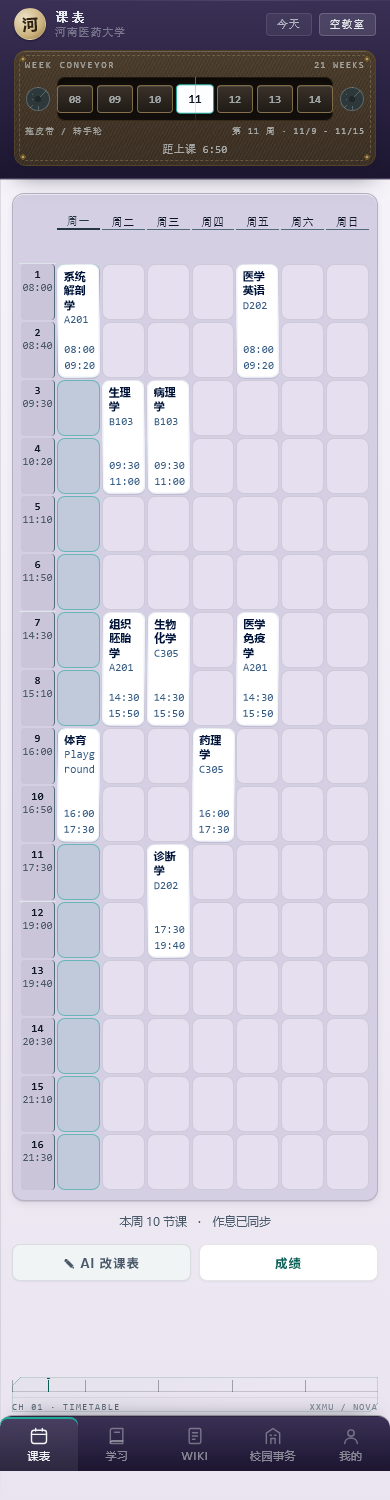 河
课表
河南医药大学
今天
空教室
WEEK CONVEYOR
21 WEEKS
08 09 10 11 12 13 14
拖皮带 / 转手轮
第 11 周 · 11/9 - 11/15
距上课 6:50
周一 周二 周三 周四 周五 周六 周日
1
08:00
系统
解剖
学
A201
08:00
09:20
医学
英语
D202
08:00
09:20
2
08:40
3
09:30
生理
学
B103
09:30
11:00
病理
学
B103
09:30
11:00
4
10:20
5
11:10
6
11:50
7
14:30
组织
胚胎
学
A201
14:30
15:50
生物
化学
C305
14:30
15:50
医学
免疫
学
A201
14:30
15:50
8
15:10
9
16:00
体育
Playg
round
16:00
17:30
药理
学
C305
16:00
17:30
10
16:50
11
17:30
诊断
学
D202
17:30
19:40
12
19:00
13
19:40
14
20:30
15
21:10
16
21:30
本周 10 节课 · 作息已同步
AI 改课表
成绩
CH 01 · TIMETABLE
XXMU / NOVA
课表
学习
WIKI
校园事务
我的